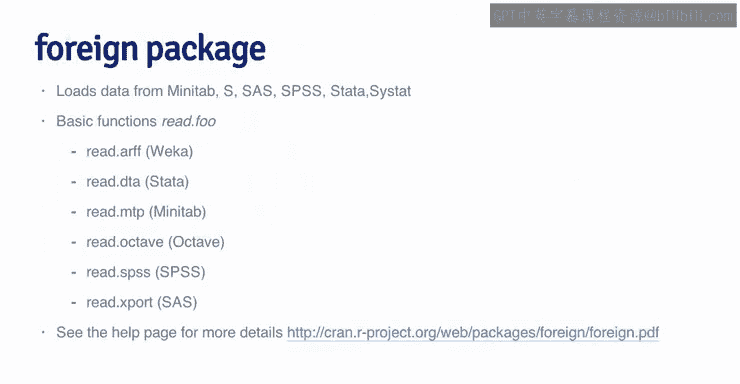 foreign package
· Loads data from Minitab, S, SAS, SPSS, Stata,Systat
· Basic functions read.foo
- read.arff (Weka)
- read.dta (Stata)
- read.mtp (Minitab)
- read.octave (Octave)
- read.spss (SPSS)
- read.xport (SAS)
· See the help page for more details http://cran.r-project.org/web/packages/foreign/foreign.pdf